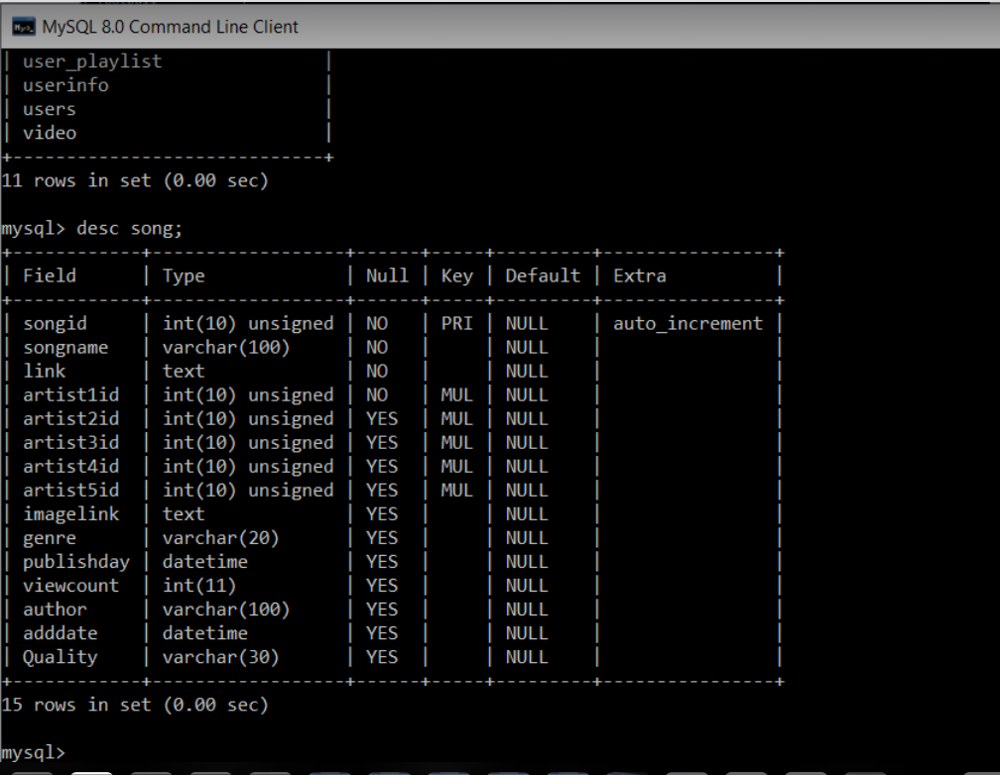 MySQL 8.0 Command Line Client
| user_playlist               |
| userinfo                    |
| users                       |
| video                       |
+-----------------------------+
11 rows in set (0.00 sec)
mysql> desc song;
+------------+------------------+------+-----+---------+----------------+
| Field      | Type             | Null | Key | Default | Extra          |
+------------+------------------+------+-----+---------+----------------+
| songid     | int(10) unsigned | NO   | PRI | NULL    | auto_increment |
| songname   | varchar(100)     | NO   |     | NULL    |                |
| link       | text             | NO   |     | NULL    |                |
| artist1id  | int(10) unsigned | NO   | MUL | NULL    |                |
| artist2id  | int(10) unsigned | YES  | MUL | NULL    |                |
| artist3id  | int(10) unsigned | YES  | MUL | NULL    |                |
| artist4id  | int(10) unsigned | YES  | MUL | NULL    |                |
| artist5id  | int(10) unsigned | YES  | MUL | NULL    |                |
| imagelink  | text             | YES  |     | NULL    |                |
| genre      | varchar(20)      | YES  |     | NULL    |                |
| publishday | datetime         | YES  |     | NULL    |                |
| viewcount  | int(11)          | YES  |     | NULL    |                |
| author     | varchar(100)     | YES  |     | NULL    |                |
| adddate    | datetime         | YES  |     | NULL    |                |
| Quality    | varchar(30)      | YES  |     | NULL    |                |
+------------+------------------+------+-----+---------+----------------+
15 rows in set (0.00 sec)
mysql>